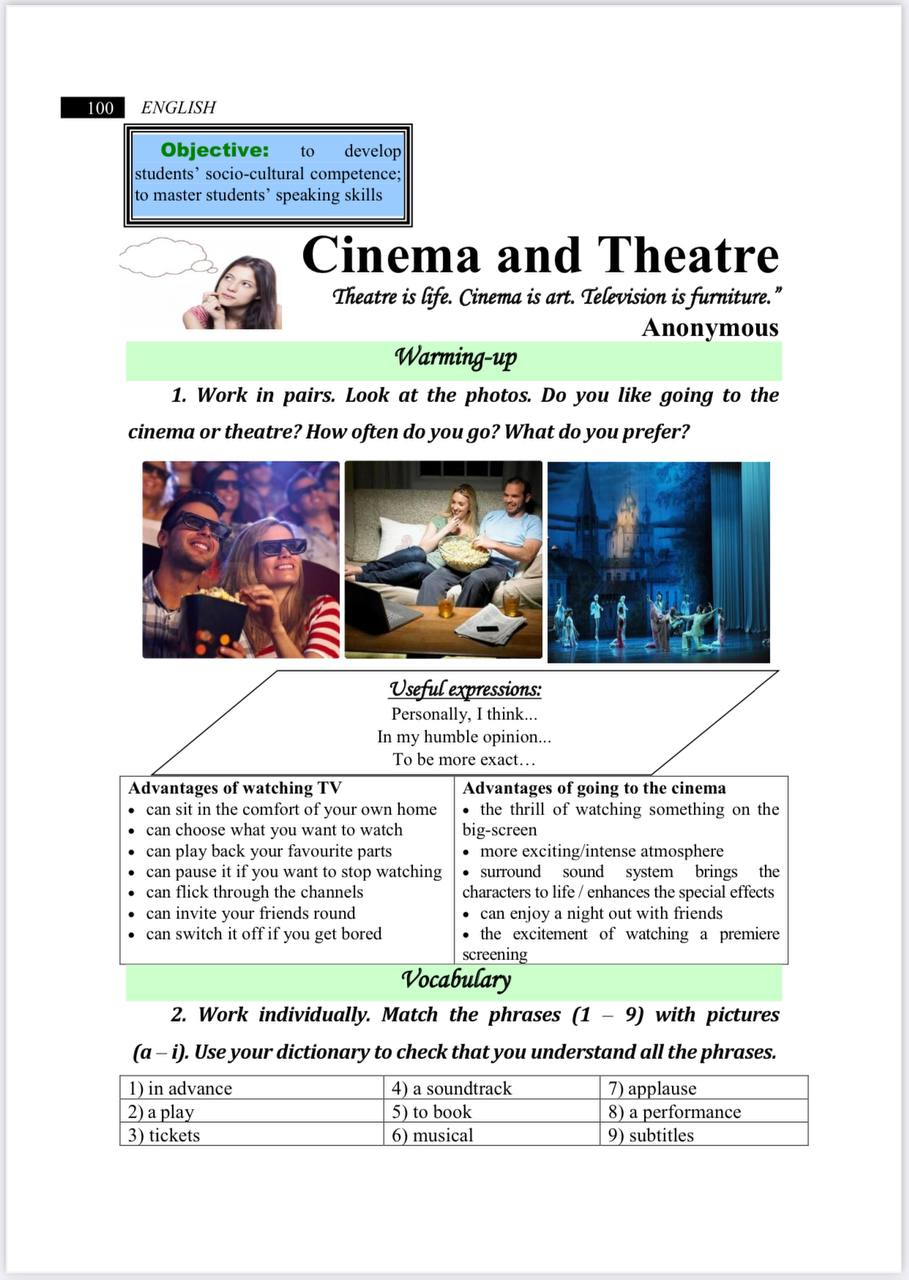 100 ENGLISH
Objective: to develop
students’ socio-cultural competence;
to master students’ speaking skills
Cinema and Theatre
Theatre is life. Cinema is art. Television is furniture.”
Anonymous
Warming-up
1. Work in pairs. Look at the photos. Do you like going to the
cinema or theatre? How often do you go? What do you prefer?
Useful expressions:
Personally, I think...
In my humble opinion...
To be more exact…
Advantages of watching TV
• can sit in the comfort of your own home
• can choose what you want to watch
• can play back your favourite parts
• can pause it if you want to stop watching
• can flick through the channels
• can invite your friends round
• can switch it off if you get bored
Advantages of going to the cinema
• the thrill of watching something on the
big-screen
• more exciting/intense atmosphere
• surround sound system brings the
characters to life / enhances the special effects
• can enjoy a night out with friends
• the excitement of watching a premiere
screening
Vocabulary
2. Work individually. Match the phrases (1 – 9) with pictures
(a – i). Use your dictionary to check that you understand all the phrases.
1) in advance 4) a soundtrack 7) applause
2) a play 5) to book 8) a performance
3) tickets 6) musical 9) subtitles